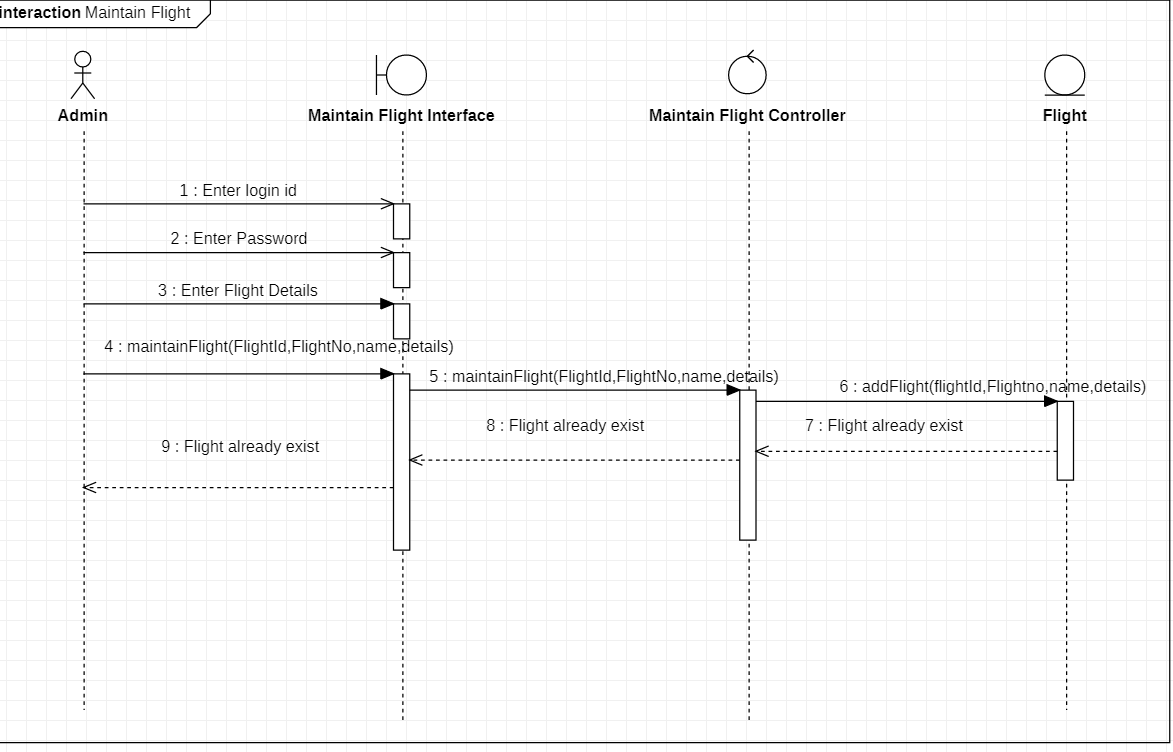 interaction Maintain Flight
Admin
Maintain Flight Interface
Maintain Flight Controller
Flight
1 : Enter login id
2 : Enter Password
3 : Enter Flight Details
4 : maintainFlight(FlightId,FlightNo,name,details)
5 : maintainFlight(FlightId,FlightNo,name,details)
6 : addFlight(flightId,Flightno,name,details)
7 : Flight already exist
8 : Flight already exist
9 : Flight already exist